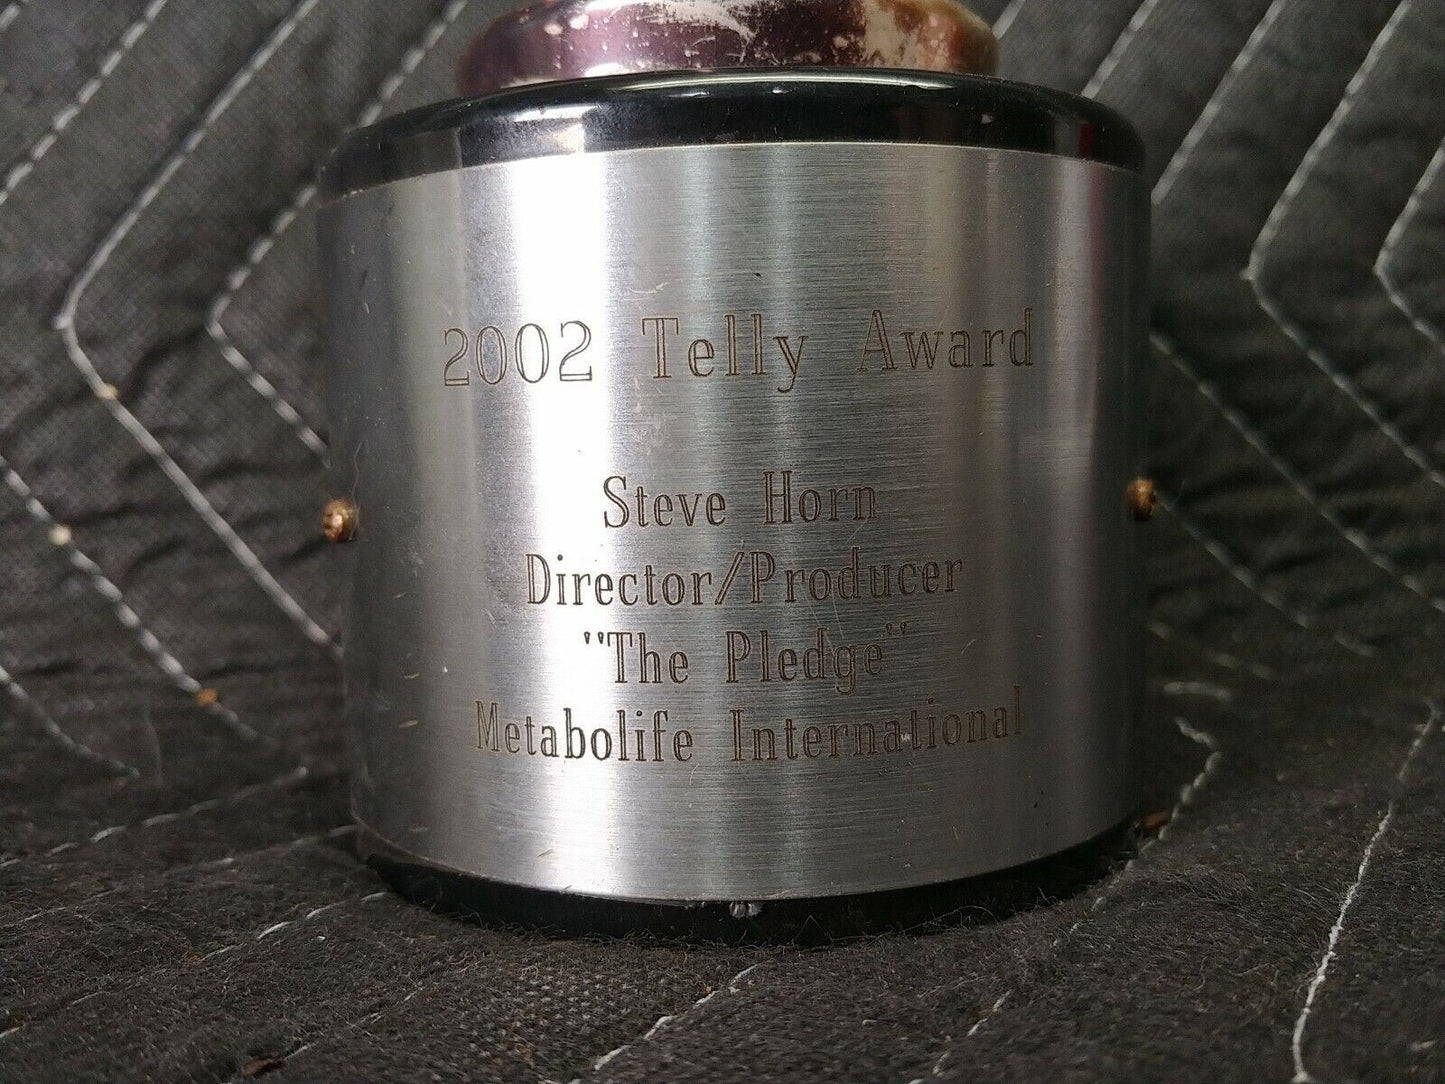 2002 Telly Award
Steve Horn
Director/Producer
"The Pledge"
Metabolife International